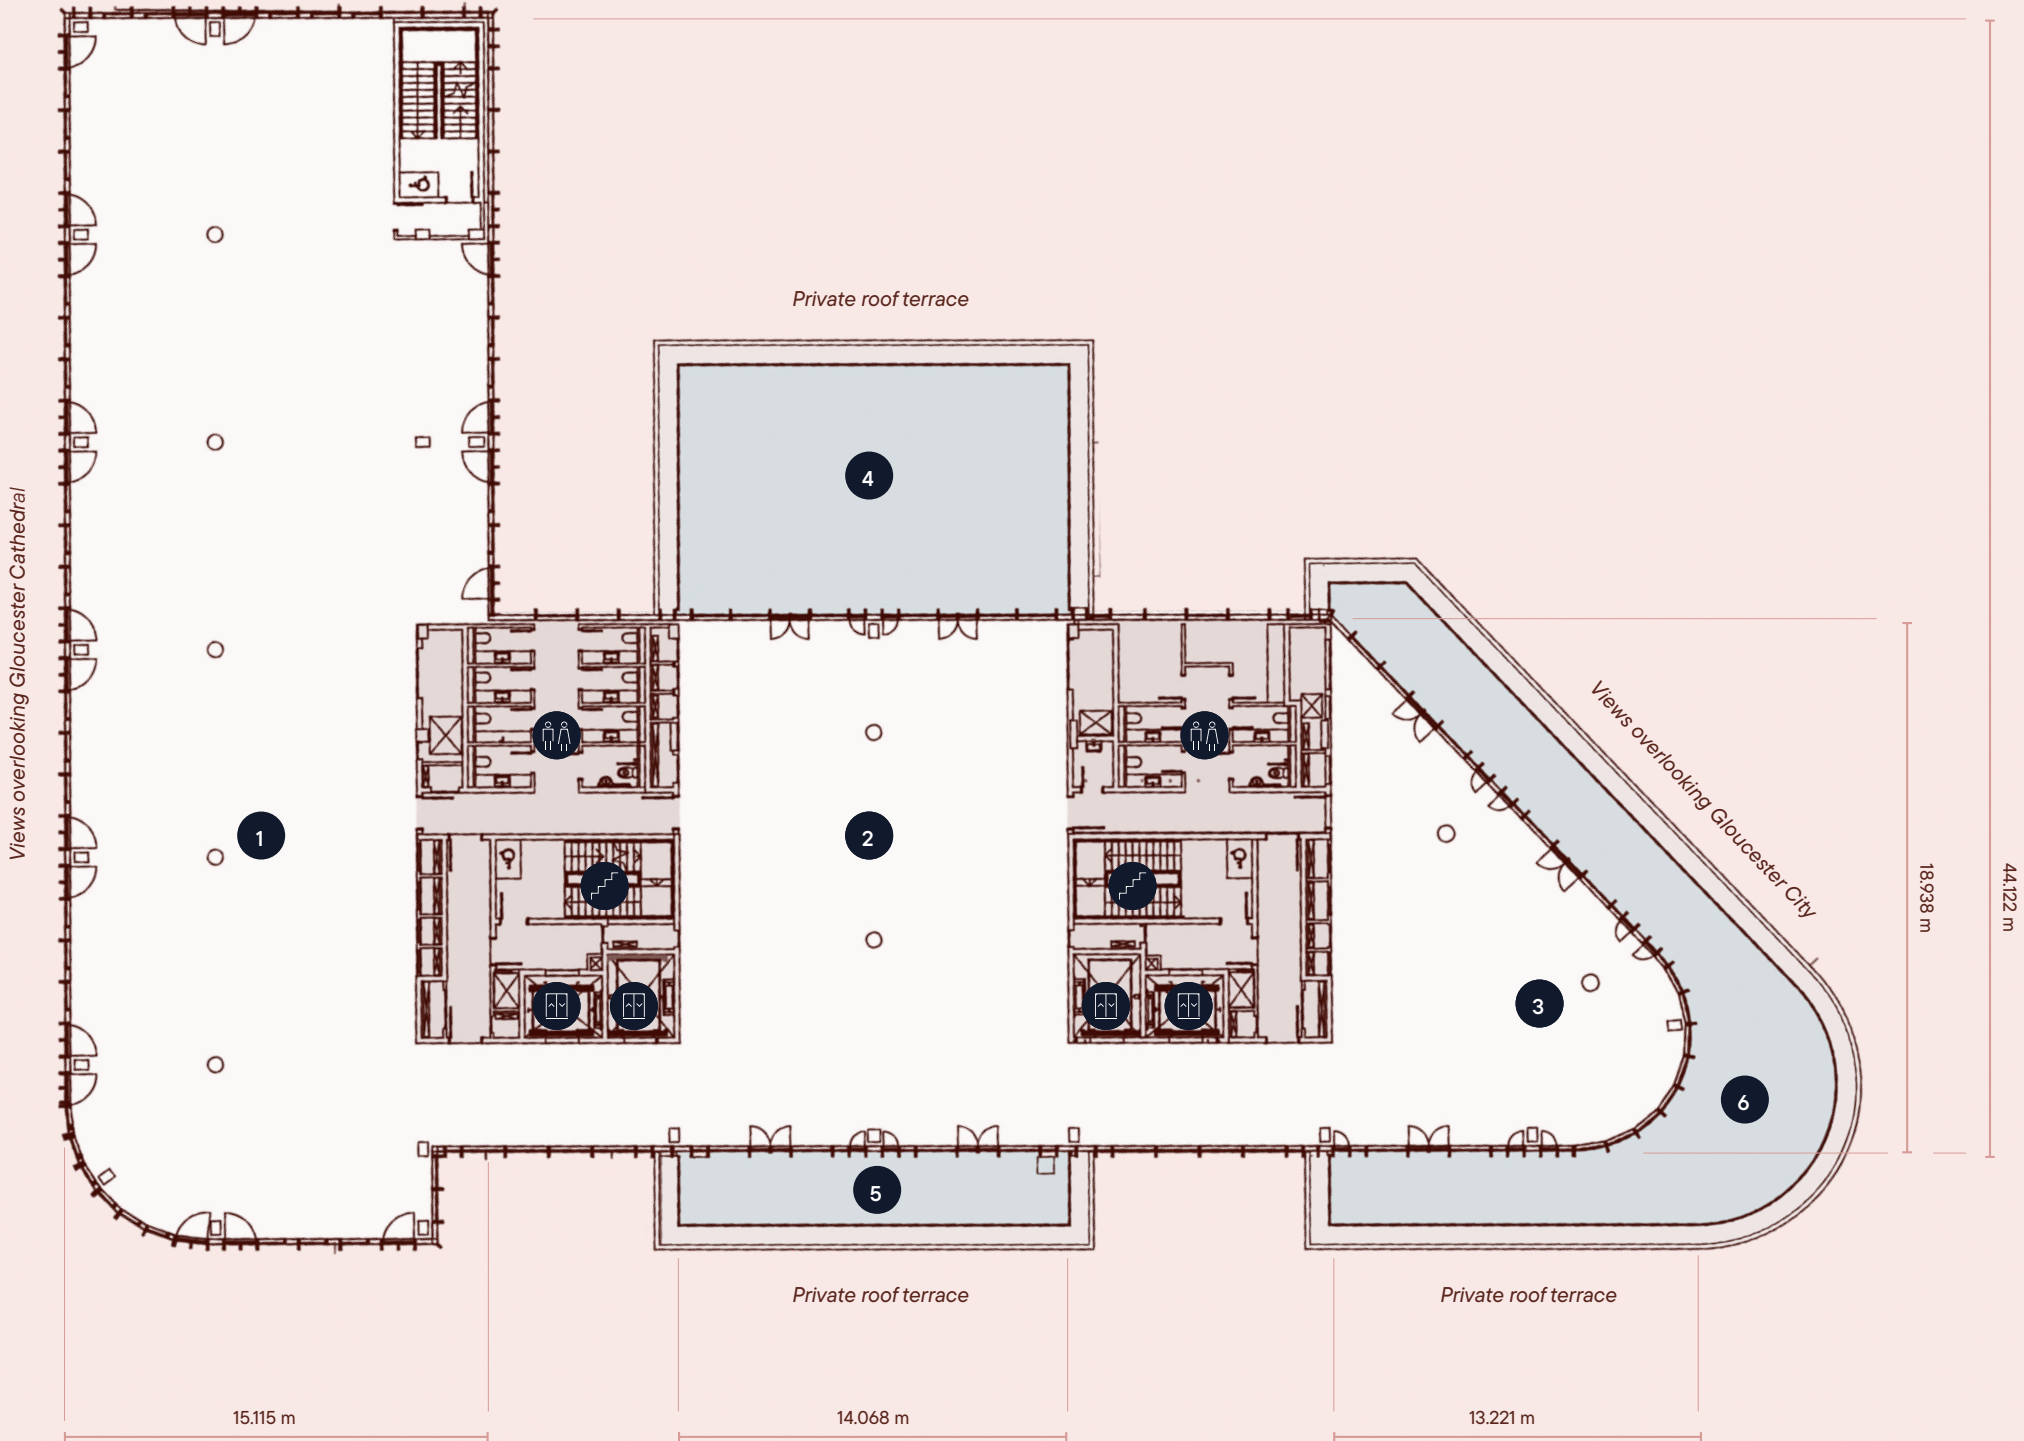 Private roof terrace
4
Views overlooking Gloucester Cathedral
Views overlooking Gloucester City
1
2
3
18.938 m
44.122 m
6
5
Private roof terrace
Private roof terrace
15.115 m
14.068 m
13.221 m